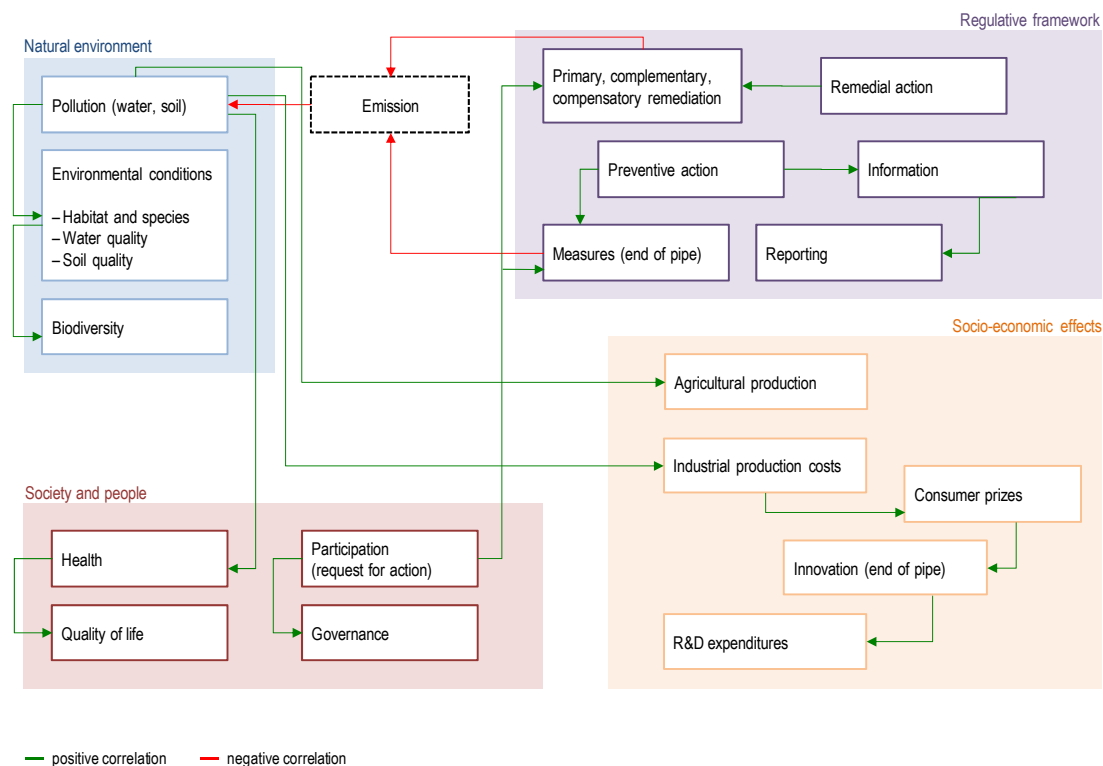 Regulative framework
Natural environment
Pollution (water, soil)
Emission
Primary, complementary,
compensatory remediation
Remedial action
Environmental conditions
– Habitat and species
– Water quality
– Soil quality
Preventive action
Information
Measures (end of pipe)
Reporting
Biodiversity
Socio-economic effects
Agricultural production
Industrial production costs
Consumer prizes
Society and people
Health
Participation
(request for action)
Innovation (end of pipe)
Quality of life
Governance
R&D expenditures
positive correlation
negative correlation